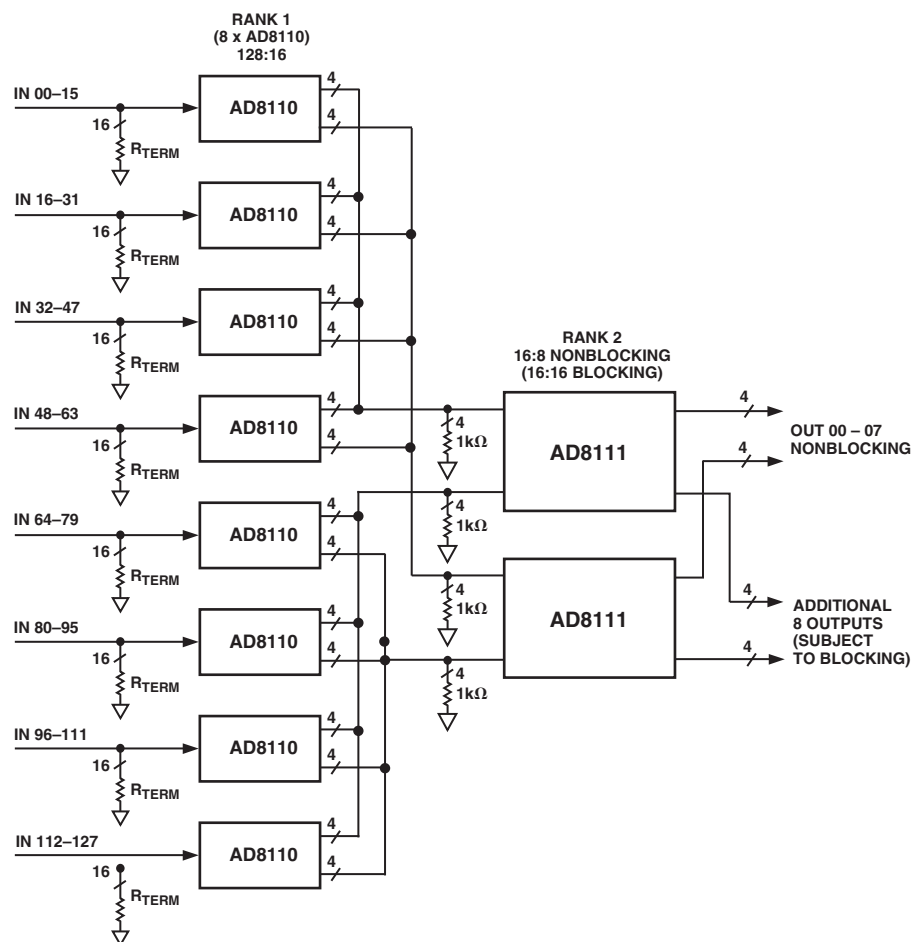 RANK 1
(8 x AD8110)
128:16
IN 00–15
16
RTERM
AD8110
4
4
IN 16–31
16
RTERM
AD8110
4
4
IN 32–47
16
RTERM
AD8110
4
4
IN 48–63
16
RTERM
AD8110
4
4
IN 64–79
16
RTERM
AD8110
4
4
IN 80–95
16
RTERM
AD8110
4
4
IN 96–111
16
RTERM
AD8110
4
4
IN 112–127
16
RTERM
AD8110
4
4
RANK 2
16:8 NONBLOCKING
(16:16 BLOCKING)
4
1kΩ
4
1kΩ
AD8111
4
1kΩ
4
1kΩ
AD8111
4
4
OUT 00 – 07
NONBLOCKING
4
4
ADDITIONAL
8 OUTPUTS
(SUBJECT
TO BLOCKING)